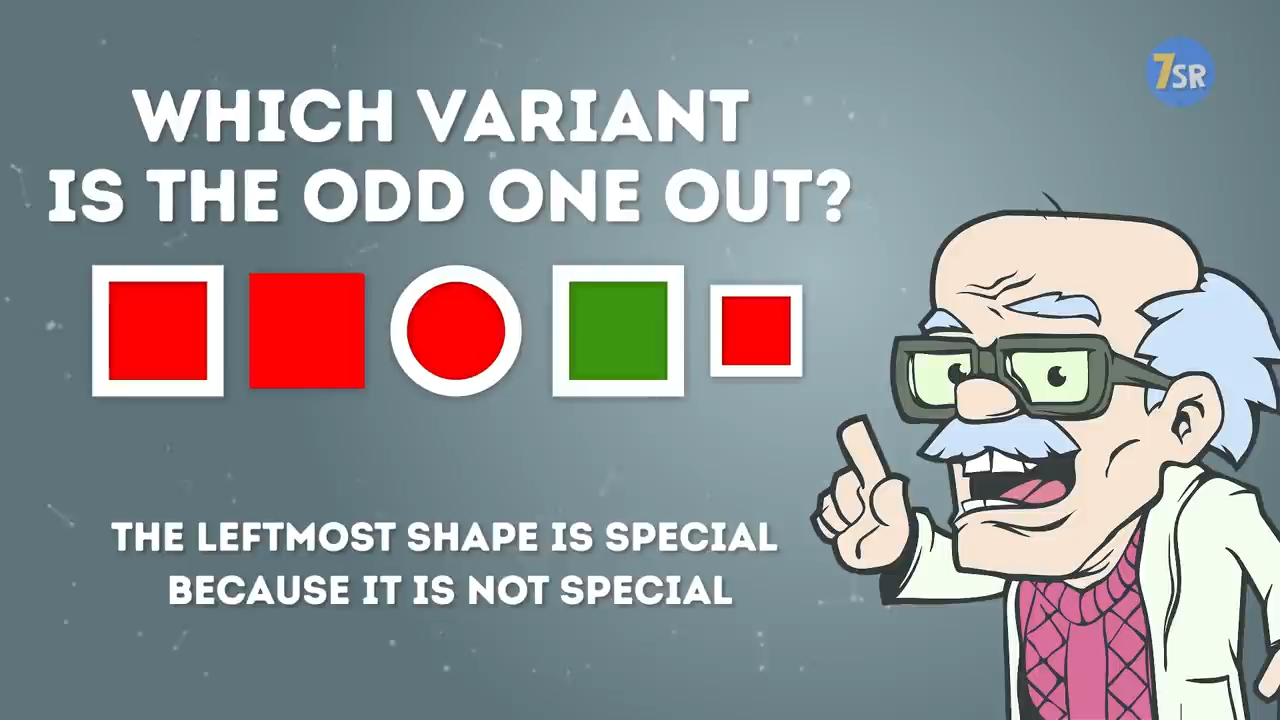 7SR
WHICH VARIANT
IS THE ODD ONE OUT?
THE LEFTMOST SHAPE IS SPECIAL
BECAUSE IT IS NOT SPECIAL